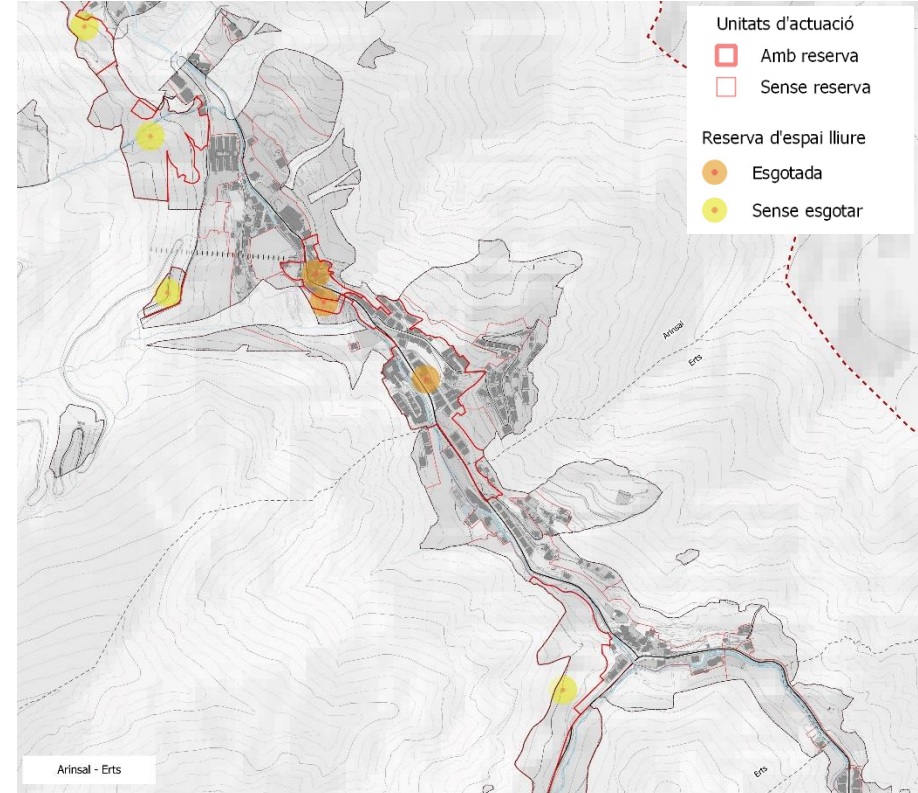 Unitats d'actuació
Amb reserva
Sense reserva
Reserva d'espai lliure
Esgotada
Sense esgotar
Arinsal
Erts
Erts
Arinsal - Erts